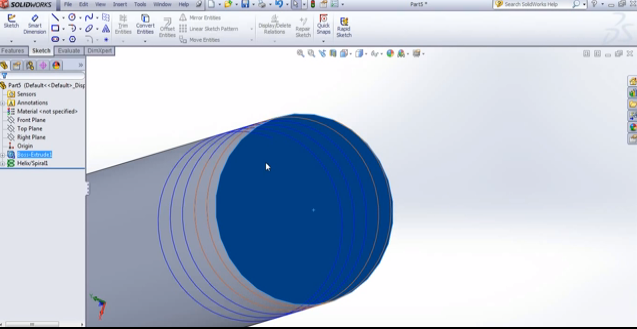 SOLIDWORKS File Edit View Insert Tools Window Help Part5 * Search SolidWorks Help
Sketch Smart Dimension Trim Entities Convert Entities Offset Entities Mirror Entities Linear Sketch Pattern Move Entities Display/Delete Relations Repair Sketch Quick Snaps Rapid Sketch
Features Sketch Evaluate DimXpert
Part5 (Default<<Default>_Disp
Sensors
Annotations
Material <not specified>
Front Plane
Top Plane
Right Plane
Origin
Boss-Extrude1
Helix/Spiral1